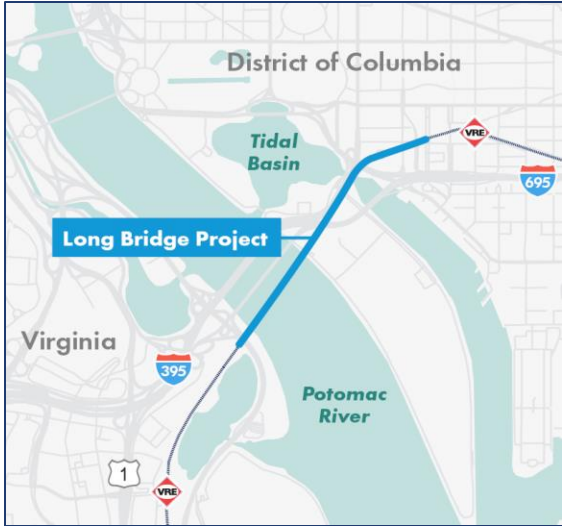 District of Columbia
VRE
Tidal
Basin
695
Long Bridge Project
Virginia
395
Potomac
River
1
VRE